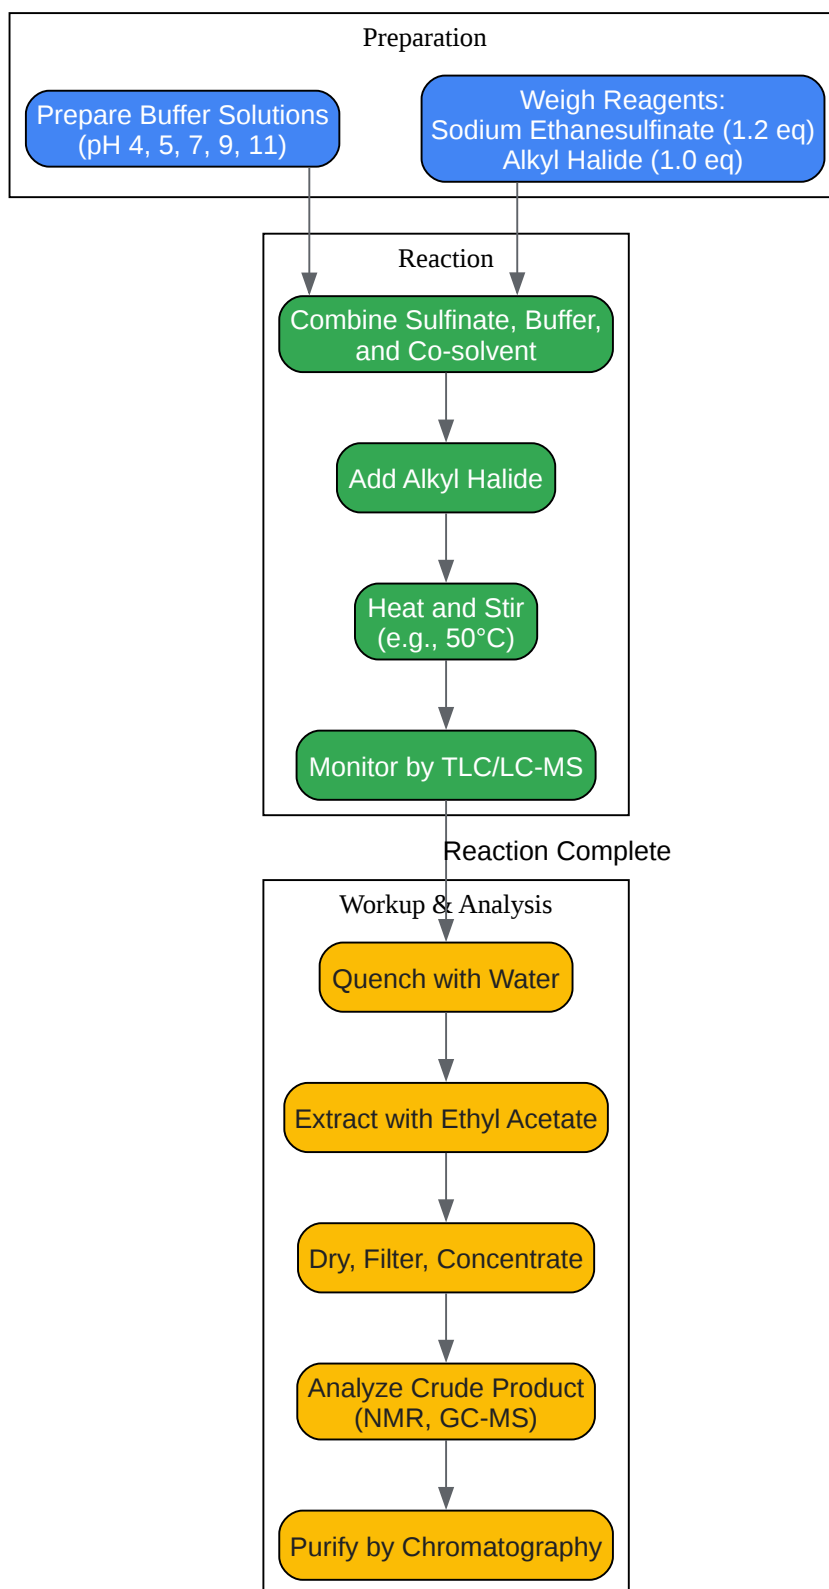 Preparation
Prepare Buffer Solutions
(pH 4, 5, 7, 9, 11)
Weigh Reagents:
Sodium Ethanesulfinate (1.2 eq)
Alkyl Halide (1.0 eq)
Reaction
Combine Sulfinate, Buffer,
and Co-solvent
Add Alkyl Halide
Heat and Stir
(e.g., 50°C)
Monitor by TLC/LC-MS
Reaction Complete
Workup & Analysis
Quench with Water
Extract with Ethyl Acetate
Dry, Filter, Concentrate
Analyze Crude Product
(NMR, GC-MS)
Purify by Chromatography